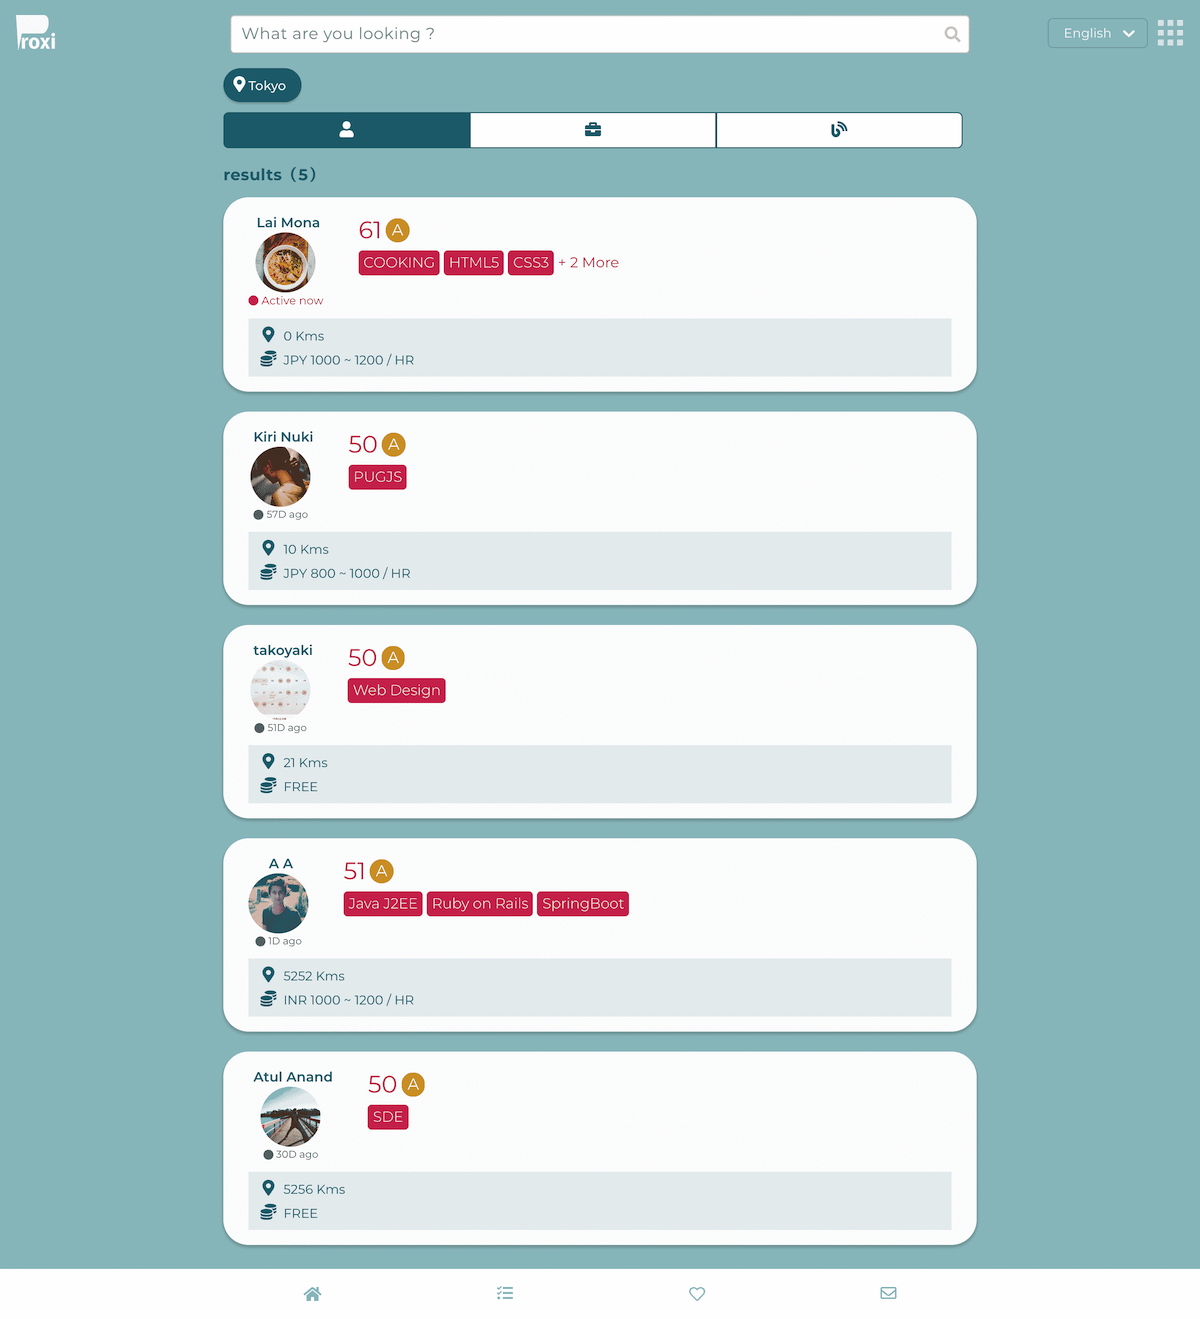 Proxi
What are you looking ?
English
Tokyo
results (5)
Lai Mona
61 A
COOKING HTML5 CSS3 + 2 More
Active now
0 Kms
JPY 1000 ~ 1200 / HR
Kiri Nuki
50 A
PUGJS
57D ago
10 Kms
JPY 800 ~ 1000 / HR
takoyaki
50 A
Web Design
51D ago
21 Kms
FREE
A A
51 A
Java J2EE Ruby on Rails SpringBoot
1D ago
5252 Kms
INR 1000 ~ 1200 / HR
Atul Anand
50 A
SDE
30D ago
5256 Kms
FREE